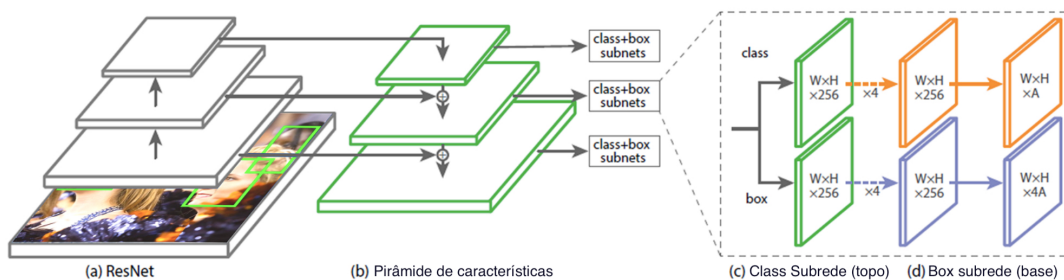 class+box
subnets
class+box
subnets
class+box
subnets
class
W×H
×256
×4
W×H
×256
W×H
×A
box
W×H
×256
×4
W×H
×256
W×H
×4A
(a) ResNet
(b) Pirâmide de características
(c) Class Subrede (topo)
(d) Box subrede (base)